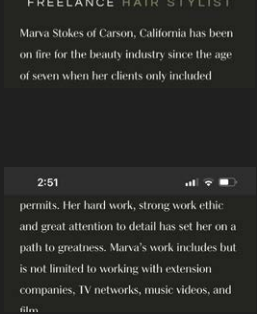 FREELANCE HAIR STYLIST
Marva Stokes of Carson, California has been
on fire for the beauty industry since the age
of seven when her clients only included
2:51
permits. Her hard work, strong work ethic
and great attention to detail has set her on a
path to greatness. Marva's work includes but
is not limited to working with extension
companies, TV networks, music videos, and
film